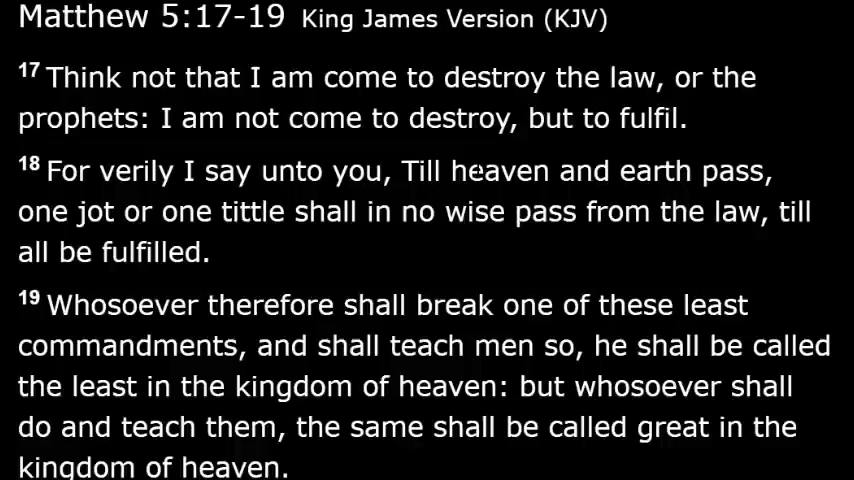 Matthew 5:17-19 King James Version (KJV)
17 Think not that I am come to destroy the law, or the
prophets: I am not come to destroy, but to fulfil.
18 For verily I say unto you, Till heaven and earth pass,
one jot or one tittle shall in no wise pass from the law, till
all be fulfilled.
19 Whosoever therefore shall break one of these least
commandments, and shall teach men so, he shall be called
the least in the kingdom of heaven: but whosoever shall
do and teach them, the same shall be called great in the
kingdom of heaven.